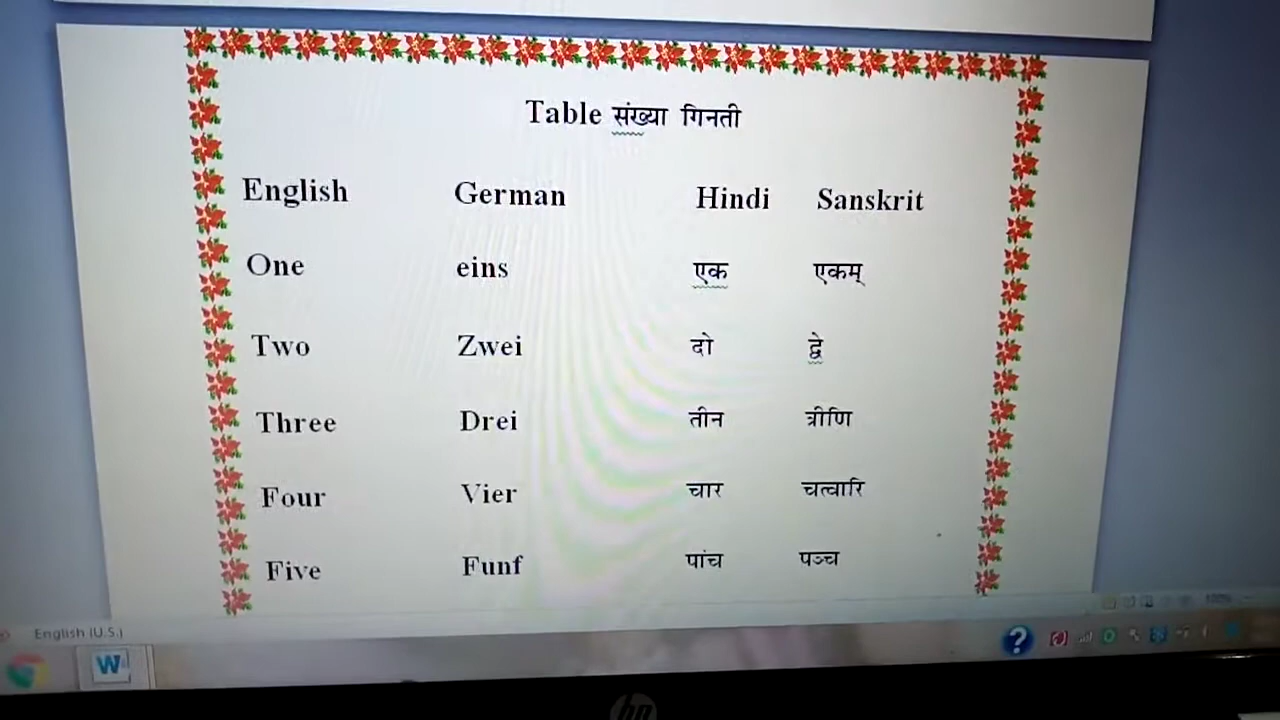 Table संख्या गिनती
English German Hindi Sanskrit
One eins एक एकम्
Two Zwei दो द्वे
Three Drei तीन त्रीणि
Four Vier चार चत्वारि
Five Funf पांच पञ्च
English (U.S.)
W
hp